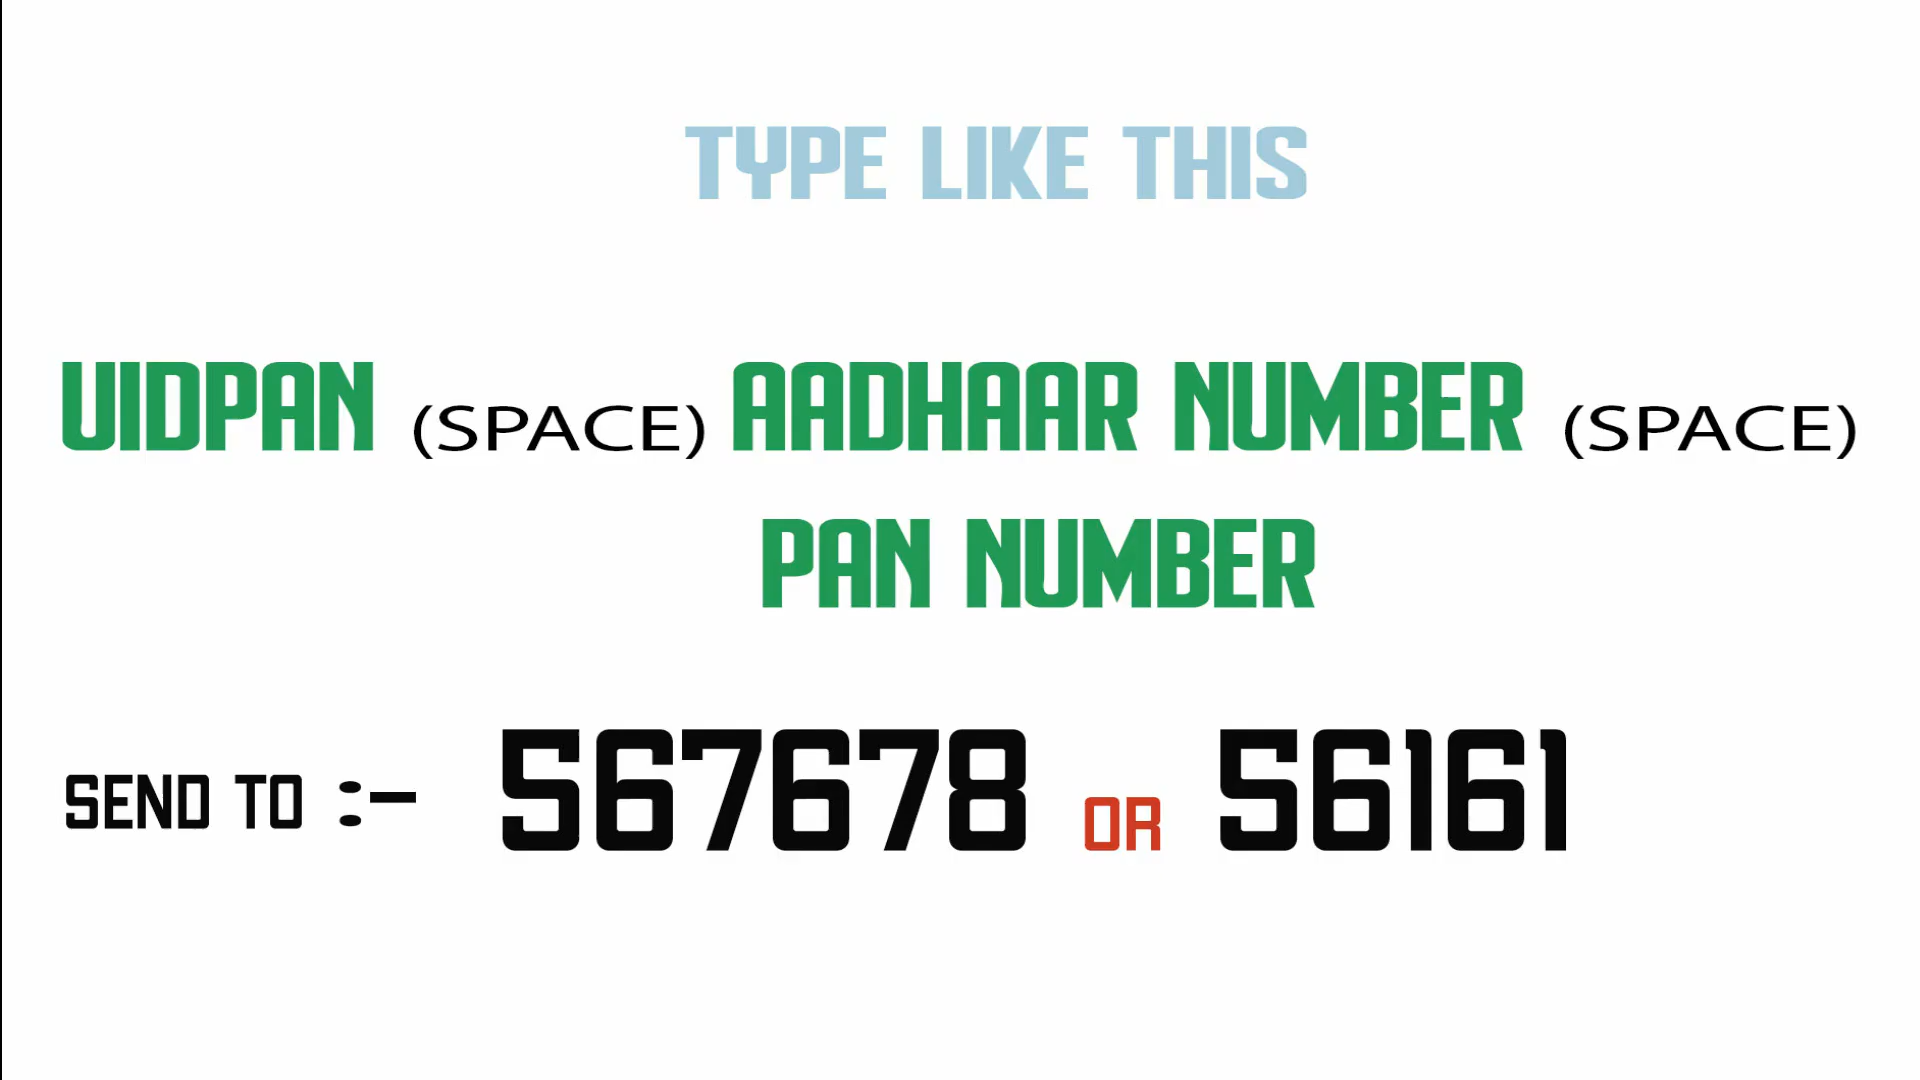 TYPE LIKE THIS
UIDPAN (SPACE) AADHAAR NUMBER (SPACE)
PAN NUMBER
SEND TO :- 567678 OR 56161